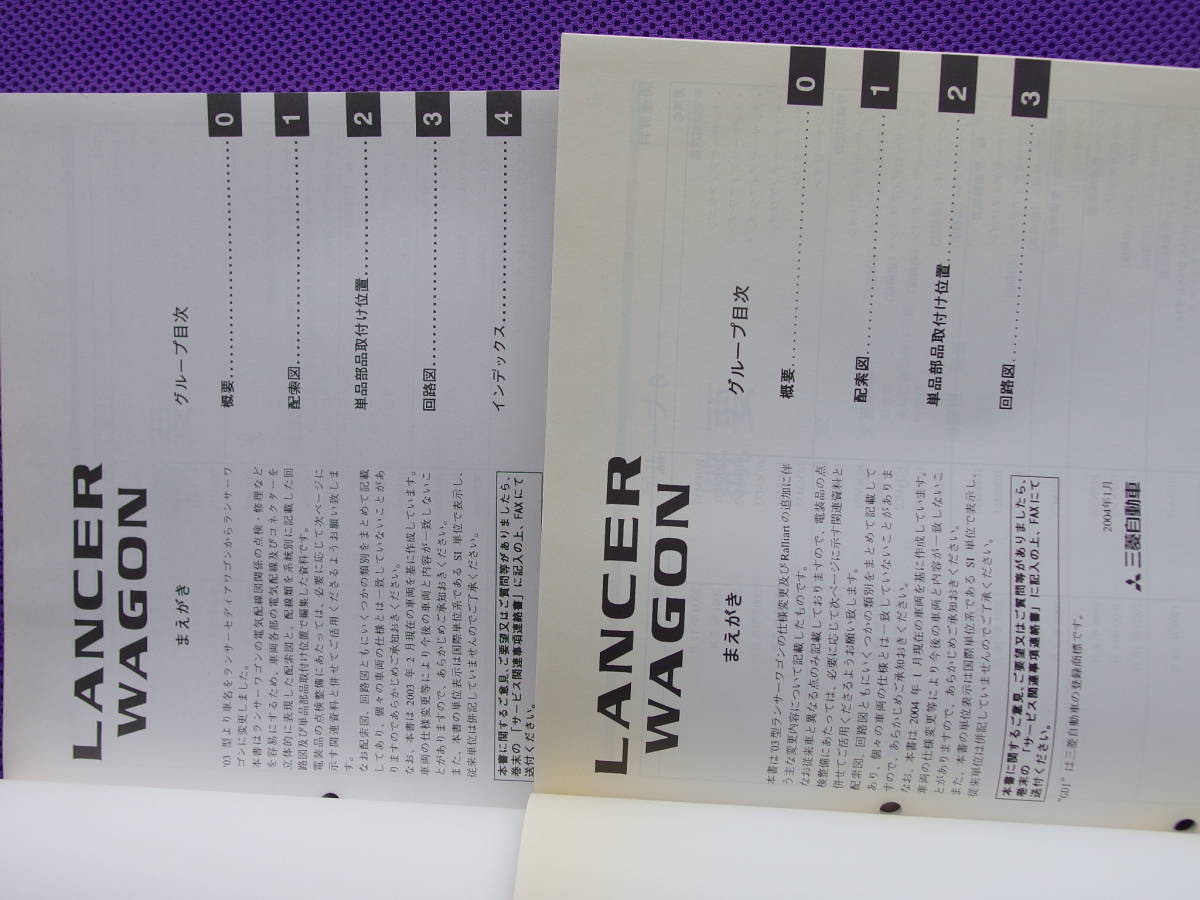 LANCER
WAGON
まえがき
'03 型より車名をランサーセディアワゴンからランサーワ
ゴンに変更しました。
本書はランサーワゴンの電気配線図関係の点検、修理など
を容易にするため、車両各部の電気配線及びコネクターを
立体的に表現した配索図と、配線類を系統別に記載した回
路図及び単品部品取付け位置で編集した資料です。
電装品の点検整備にあたっては、必要に応じて次ページに
示す関連資料と併せてご活用くださるようお願い致しま
す。
なお配索図、回路図ともにいくつかの類別をまとめて記載
してあり、個々の車両の仕様とは一致していないことがあ
りますのであらかじめご承知おきください。
なお、本書は 2003 年 2 月現在の車両を基に作成しています。
車両の仕様変更等により今後の車両と内容が一致しないこ
とがありますので、あらかじめご承知おきください。
また、本書の単位表示は国際単位系である SI 単位で表示し、
従来単位は併記していませんのでご了承ください。
本書に関するご意見、ご要望又はご質問等がありましたら、
巻末の「サービス関連事項連絡書」に記入の上、FAX にて
送付ください。
グループ目次
概要 0
配索図 1
単品部品取付け位置 2
回路図 3
インデックス 4
LANCER
WAGON
まえがき
本書は'03型ランサーワゴンの仕様変更及びRalliartの追加に伴
う主な変更内容について記載したものです。
なお従来車と異なる点のみ記載しておりますので、電装品の点
検整備にあたっては、必要に応じて次ページに示す関連資料と
併せてご活用くださるようお願い致します。
配索図、回路図ともにいくつかの類別をまとめて記載して
あり、個々の車両の仕様とは一致していないことがありま
すので、あらかじめご承知おきください。
なお、本書は 2004 年 1 月現在の車両を基に作成しています。
車両の仕様変更等により今後の車両と内容が一致しないこ
とがありますので、あらかじめご承知おきください。
また、本書の単位表示は国際単位系である SI 単位で表示し、
従来単位は併記していませんのでご了承ください。
本書に関するご意見、ご要望又はご質問等がありましたら、
巻末の「サービス関連事項連絡書」に記入の上、FAX にて
送付ください。
"GDI" は三菱自動車の登録商標です。
2004年1月
三菱自動車
グループ目次
概要 0
配索図 1
単品部品取付け位置 2
回路図 3